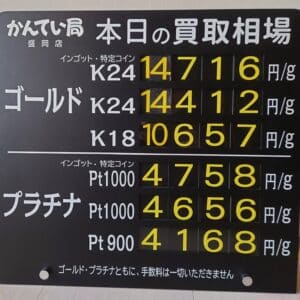 かんてい局 本日の買取相場
盛岡店
インゴット・特定コイン
K24 14716 円/g
ゴールド K24 14412 円/g
K18 10657 円/g
インゴット・特定コイン
Pt1000 4758 円/g
プラチナ Pt1000 4656 円/g
Pt900 4168 円/g
ゴールド・プラチナともに、手数料は一切いただきません